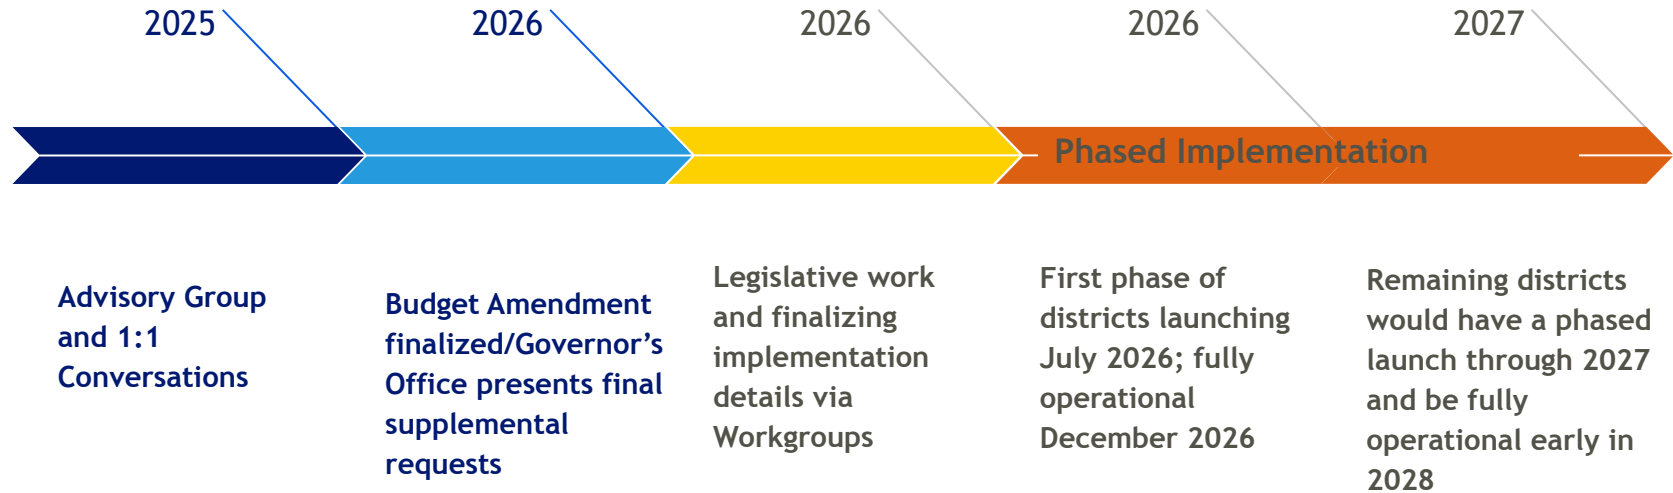 2025
2026
2026
2026
2027
Phased Implementation
Advisory Group
and 1:1
Conversations
Budget Amendment
finalized/Governor’s
Office presents final
supplemental
requests
Legislative work
and finalizing
implementation
details via
Workgroups
First phase of
districts launching
July 2026; fully
operational
December 2026
Remaining districts
would have a phased
launch through 2027
and be fully
operational early in
2028